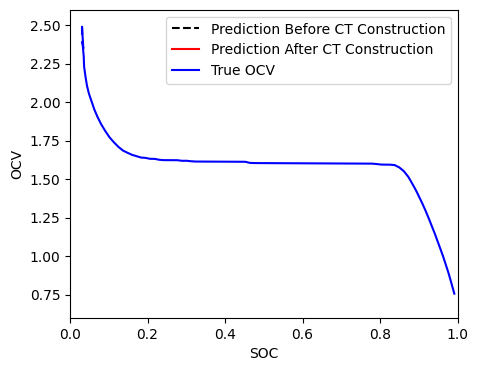 Prediction Before CT Construction
Prediction After CT Construction
True OCV
2.50
2.25
2.00
1.75
1.50
1.25
1.00
0.75
OCV
0.0 0.2 0.4 0.6 0.8 1.0
SOC